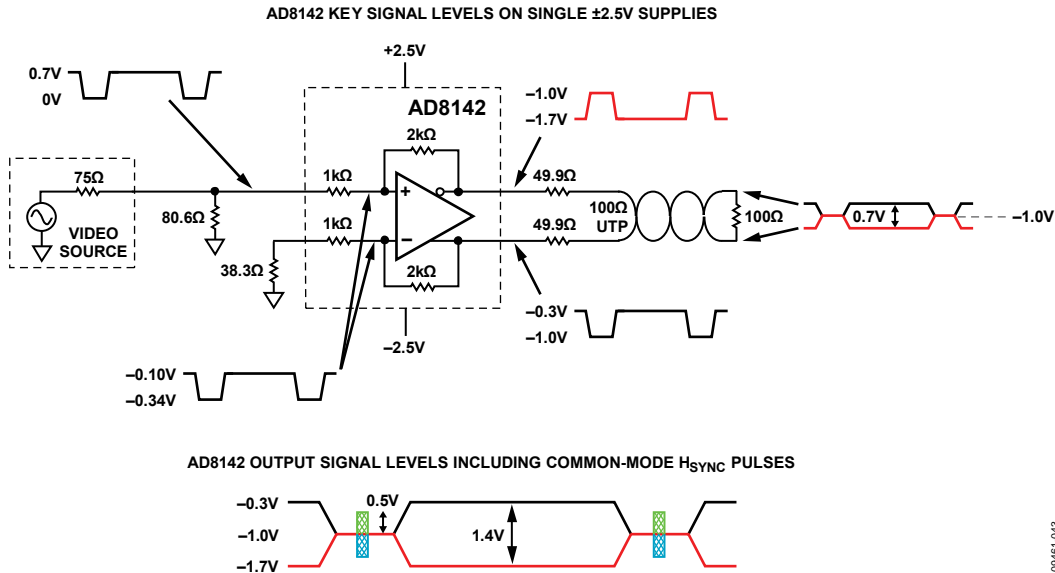 AD8142 KEY SIGNAL LEVELS ON SINGLE ±2.5V SUPPLIES
+2.5V
0.7V
0V
AD8142
–1.0V
–1.7V
2kΩ
75Ω
1kΩ
49.9Ω
80.6Ω
VIDEO
SOURCE
1kΩ
+
–
100Ω
UTP
49.9Ω
100Ω
0.7V
–1.0V
38.3Ω
2kΩ
–2.5V
–0.3V
–1.0V
–0.10V
–0.34V
AD8142 OUTPUT SIGNAL LEVELS INCLUDING COMMON-MODE HSYNC PULSES
–0.3V
0.5V
–1.0V
1.4V
–1.7V
09461-043